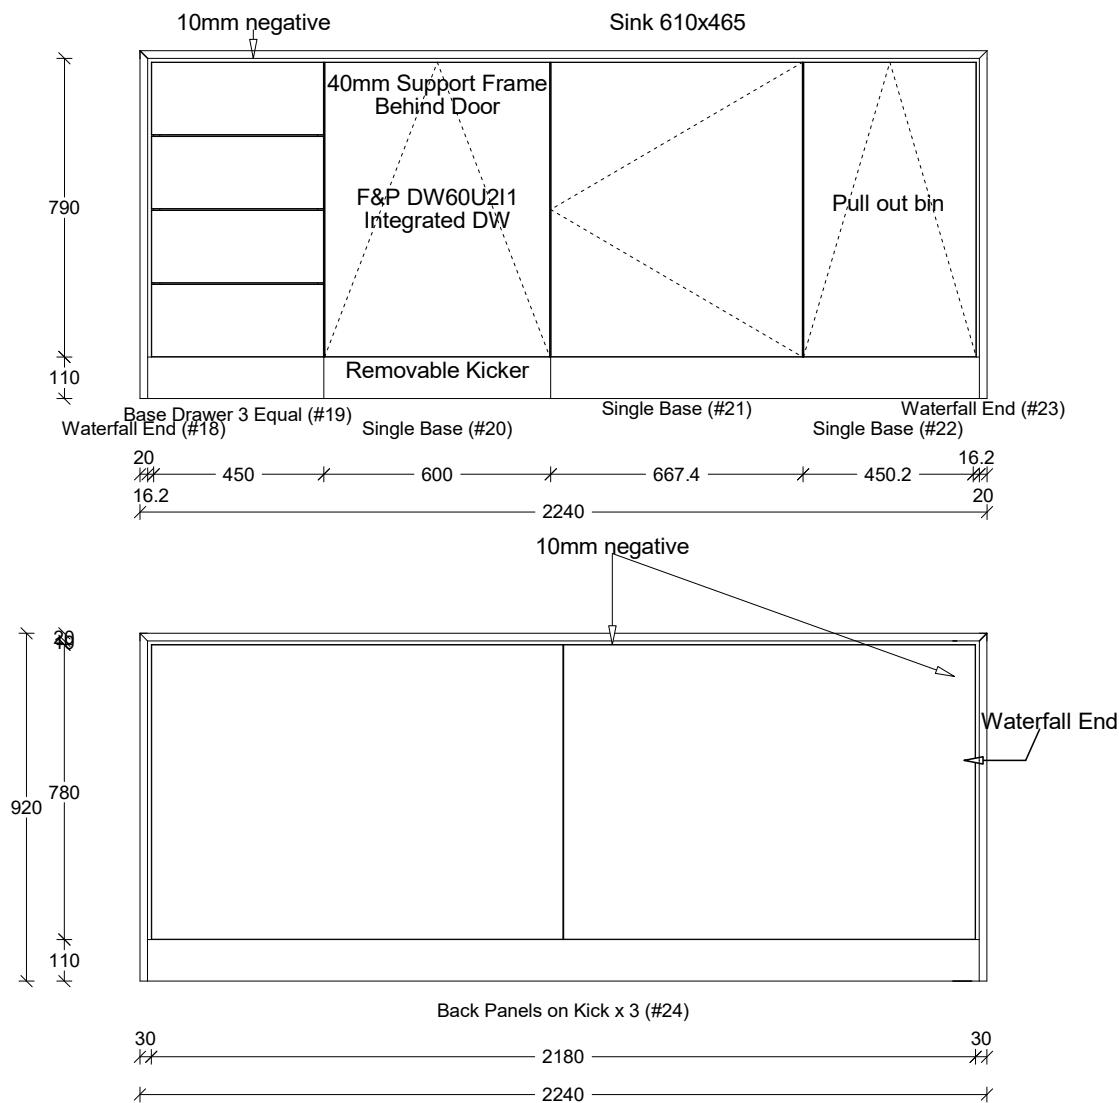 10mm negative
Sink 610x465
40mm Support Frame
Behind Door
790
F&P DW60U2I1
Integrated DW
Pull out bin
110
Removable Kicker
Base Drawer 3 Equal (#19)
Single Base (#21)
Waterfall End (#23)
Waterfall End (#18)
Single Base (#20)
Single Base (#22)
20
16.2
450
600
667.4
450.2
16.2
20
2240
10mm negative
20
Waterfall End
780
920
110
Back Panels on Kick x 3 (#24)
30
30
2180
2240